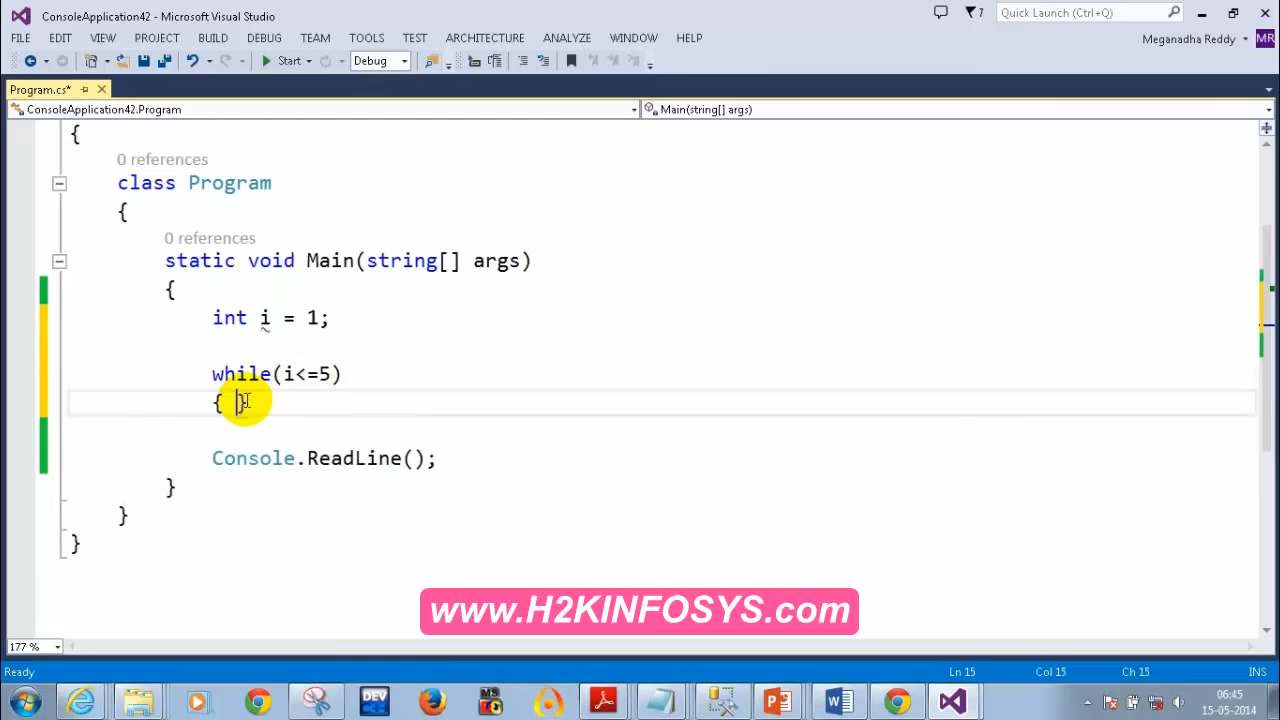 ConsoleApplication42 - Microsoft Visual Studio
7
Quick Launch (Ctrl+Q)
FILE EDIT VIEW PROJECT BUILD DEBUG TEAM TOOLS TEST ARCHITECTURE ANALYZE WINDOW HELP
Meganadha Reddy
MR
Start
Debug
Program.cs*
ConsoleApplication42.Program
Main(string[] args)
{
0 references
class Program
{
0 references
static void Main(string[] args)
{
int i = 1;
while(i<=5)
{ }
Console.ReadLine();
}
}
}
www.H2KINFOSYS.com
177 %
Ready
Ln 15
Col 15
Ch 15
INS
DEV
MS
06:45
15-05-2014